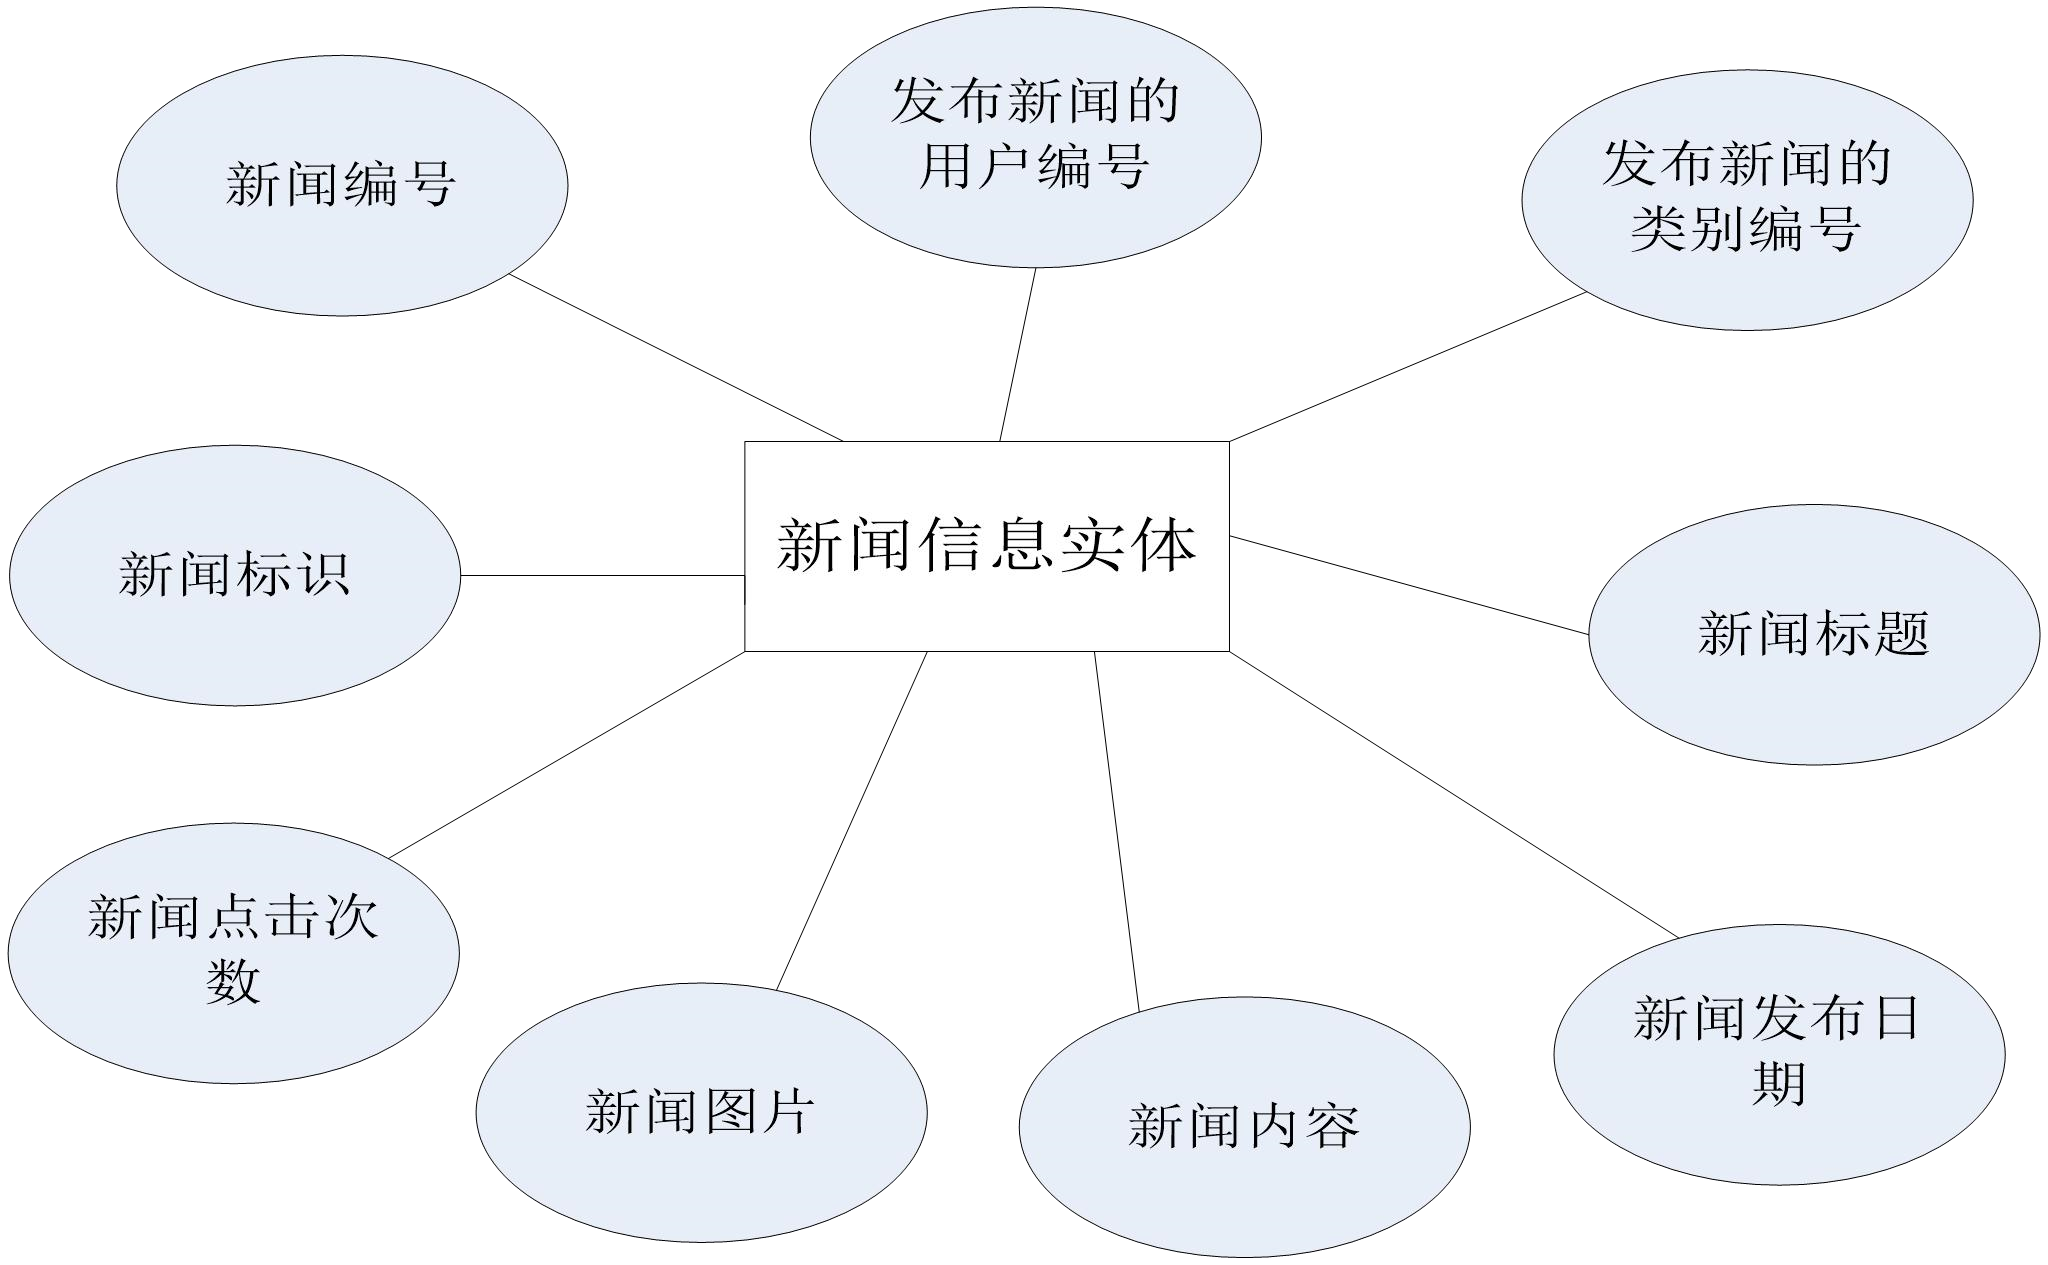 发布新闻的
用户编号
新闻编号
发布新闻的
类别编号
新闻信息实体
新闻标识
新闻标题
新闻点击次
数
新闻图片
新闻内容
新闻发布日
期